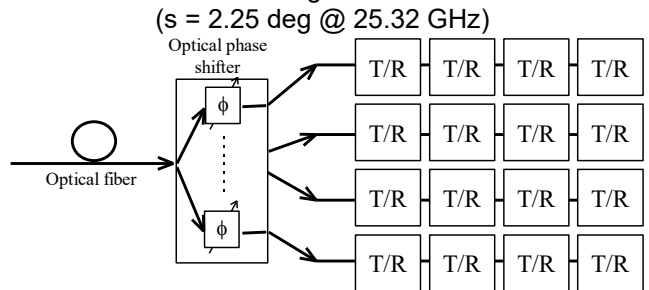 (s = 2.25 deg @ 25.32 GHz)
Optical phase
shifter
T/R T/R T/R T/R
ϕ
T/R T/R T/R T/R
Optical fiber
T/R T/R T/R T/R
ϕ
T/R T/R T/R T/R